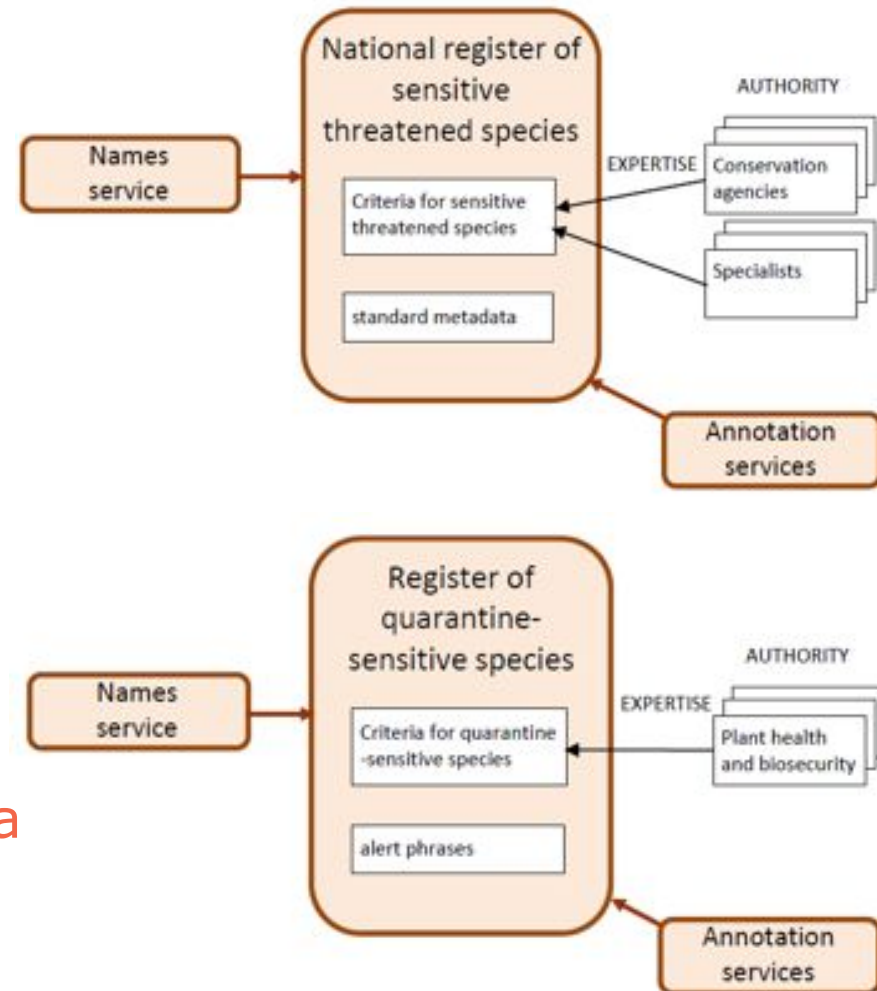 National register of
sensitive
threatened species
Names
service
Criteria for sensitive
threatened species
standard metadata
EXPERTISE
AUTHORITY
Conservation
agencies
Specialists
Annotation
services
Register of
quarantine-
sensitive species
Names
service
Criteria for quarantine
-sensitive species
alert phrases
EXPERTISE
AUTHORITY
Plant health
and biosecurity
a
Annotation
services